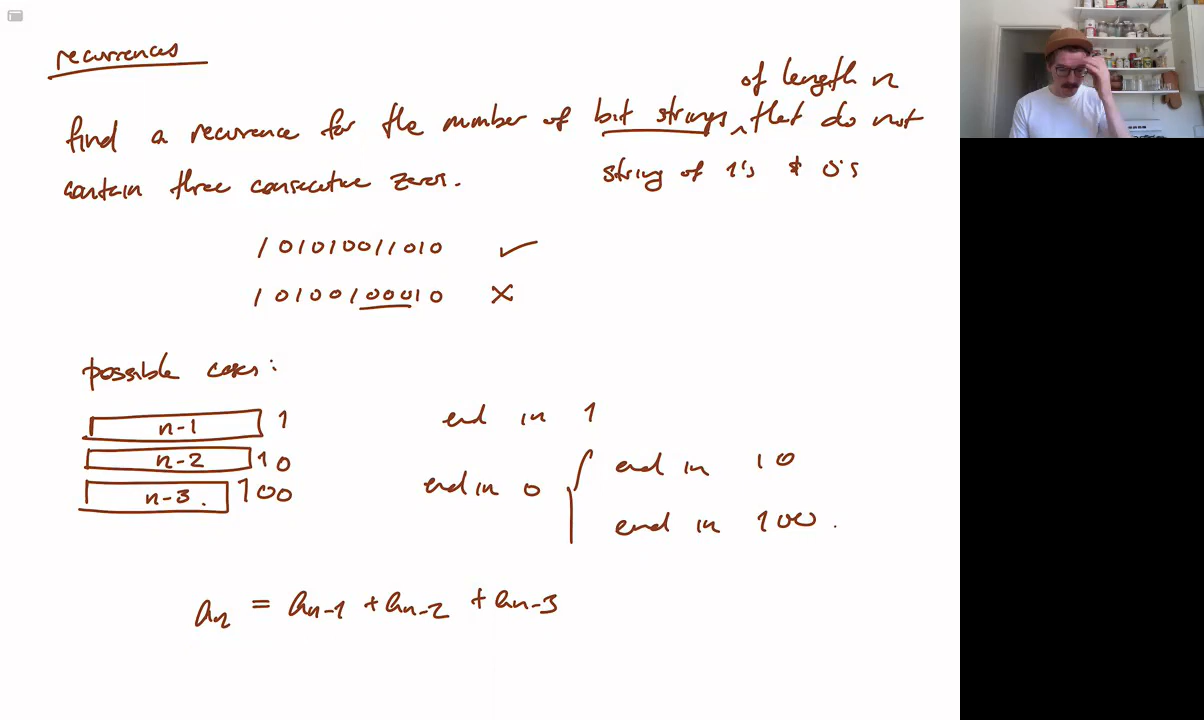 recurrences
find a recurrence for the number of bit strings ^ that do not
of length n
contain three consecutive zeros.
string of 1's & 0's
101010011010 ✓
10100100010 ✗
possible cases:
n-1 1 end in 1
n-2 10 end in 10
end in 0
n-3. 100 end in 100.
an = an-1 + an-2 + an-3